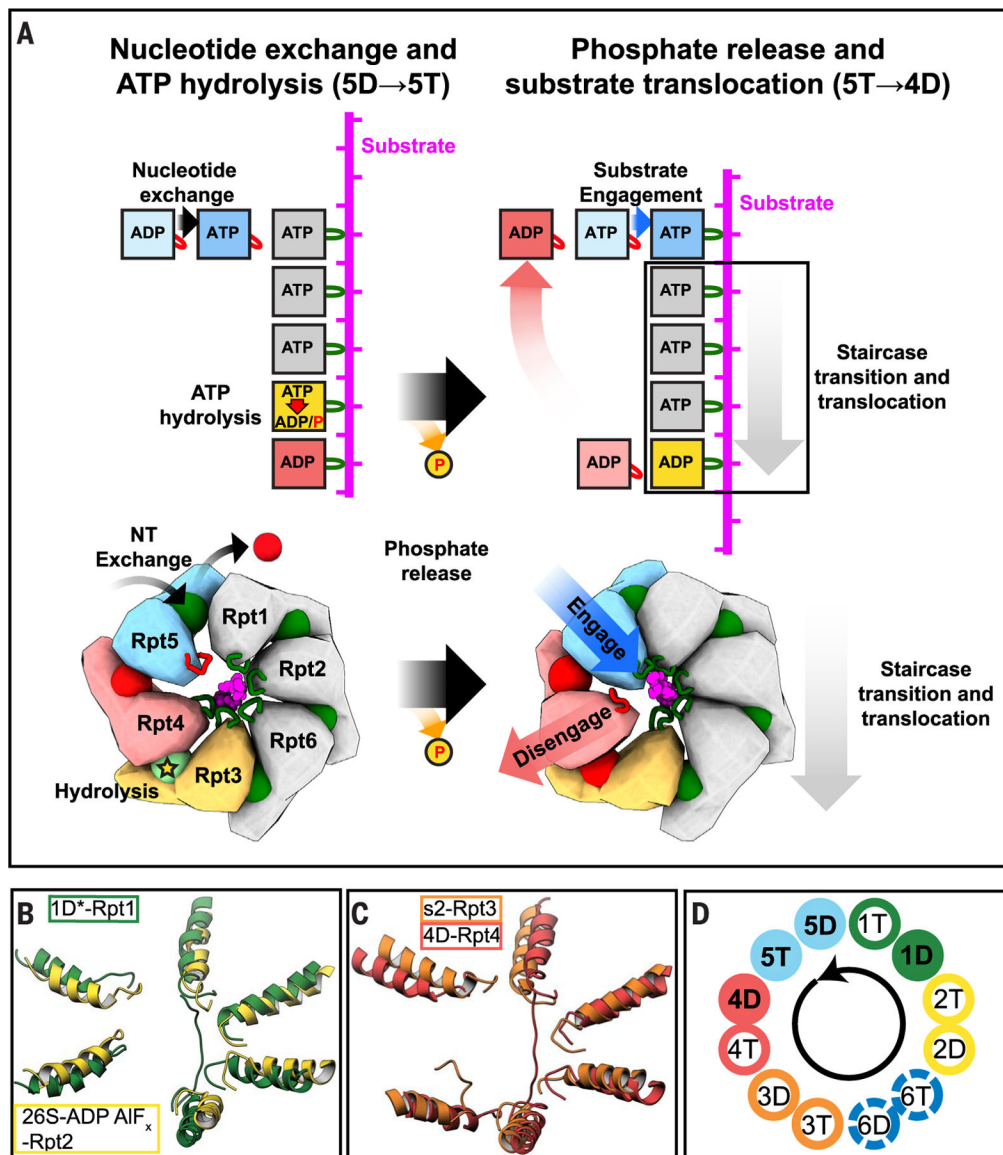 A
Nucleotide exchange and
ATP hydrolysis (5D→5T)
Phosphate release and
substrate translocation (5T→4D)
Substrate
Nucleotide
exchange
ADP
ATP
ATP
ATP
ATP
ATP
hydrolysis
ATP
ADP/P
ADP
P
Substrate
Engagement
Substrate
ADP
ATP
ATP
ATP
ATP
ATP
ADP
ADP
Staircase
transition and
translocation
NT
Exchange
Rpt5
Rpt1
Rpt2
Rpt4
Rpt6
Rpt3
Hydrolysis
Phosphate
release
P
Engage
Disengage
Staircase
transition and
translocation
B
1D*-Rpt1
26S-ADP AlFx
-Rpt2
C
s2-Rpt3
4D-Rpt4
D
5D
1T
5T
1D
4D
2T
4T
2D
3D
6T
3T
6D